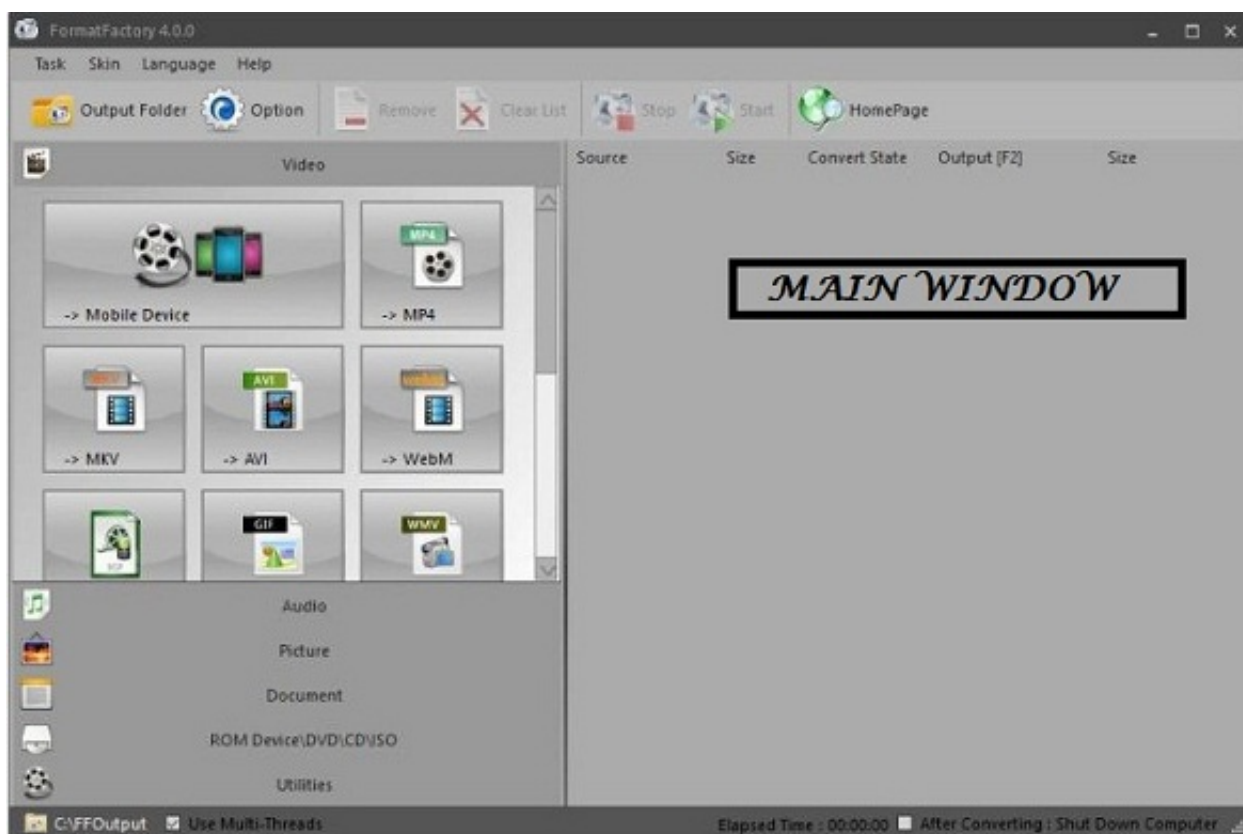 FormatFactory 4.0.0
Task Skin Language Help
Output Folder Option Remove Clear List Stop Start HomePage
Video
Source Size Convert State Output [F2] Size
MP4
-> Mobile Device -> MP4
MAIN WINDOW
MKV AVI WebM
-> MKV -> AVI -> WebM
3GP GIF WMV
Audio
Picture
Document
ROM Device\DVD\CD\ISO
Utilities
C:\FFOutput Use Multi-Threads Elapsed Time : 00:00:00 After Converting : Shut Down Computer